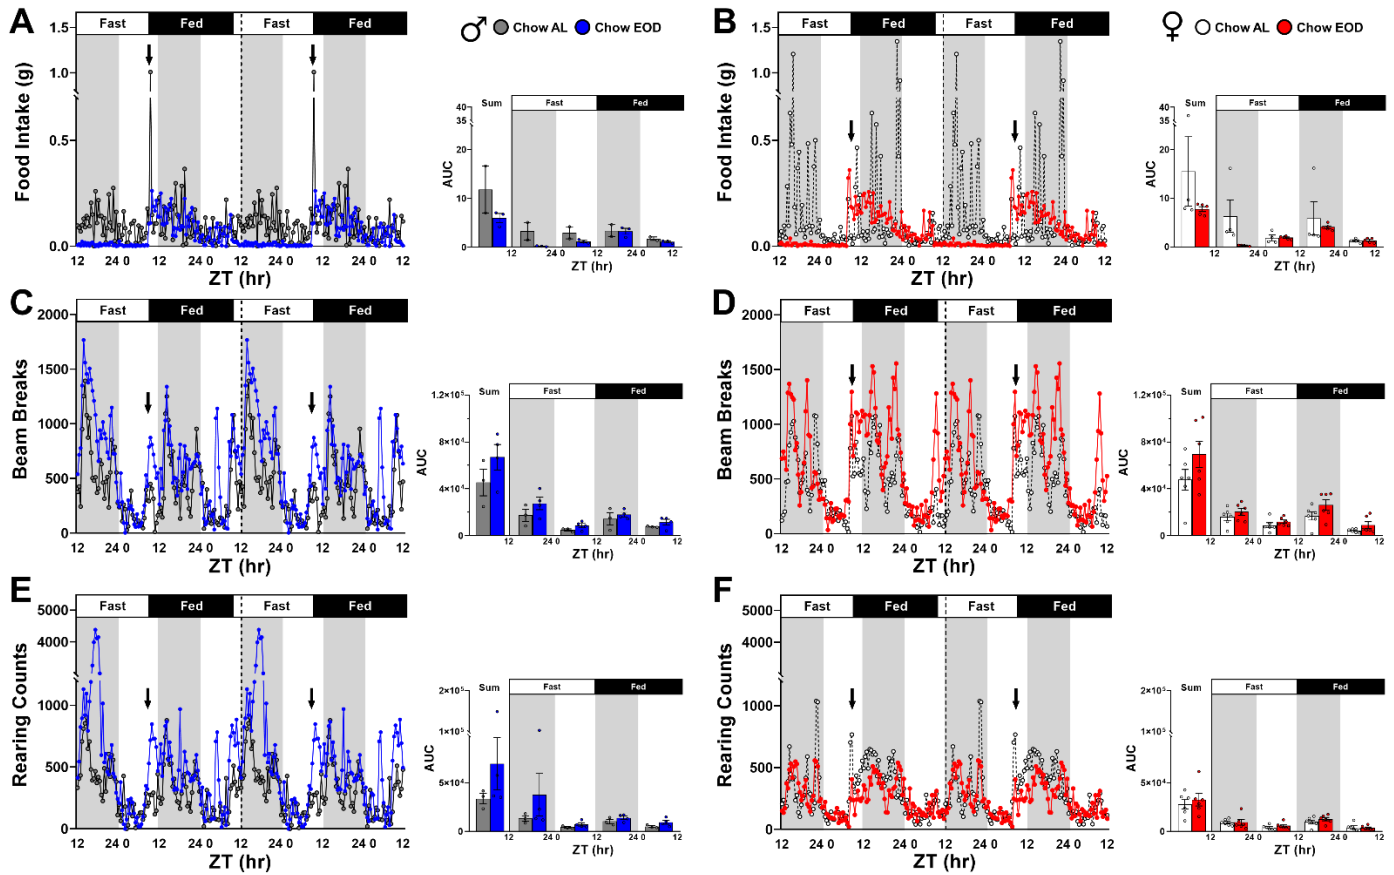 A
Fast Fed Fast Fed
♂ Chow AL Chow EOD
1.5
1.0
0.5
0.0
Food Intake (g)
12 24 0 12 24 0 12 24 0 12 24 0 12
ZT (hr)
40
35
20
10
0
AUC
Sum Fast Fed
12 24 0 12 24 0 12
ZT (hr)
B
Fast Fed Fast Fed
♀ Chow AL Chow EOD
1.5
1.0
0.5
0.0
Food Intake (g)
12 24 0 12 24 0 12 24 0 12 24 0 12
ZT (hr)
40
35
20
10
0
AUC
Sum Fast Fed
12 24 0 12 24 0 12
ZT (hr)
C
Fast Fed Fast Fed
2000
1500
1000
500
0
Beam Breaks
12 24 0 12 24 0 12 24 0 12 24 0 12
ZT (hr)
1.2×10⁵
8×10⁴
4×10⁴
0
AUC
Sum Fast Fed
12 24 0 12 24 0 12
ZT (hr)
D
Fast Fed Fast Fed
2000
1500
1000
500
0
Beam Breaks
12 24 0 12 24 0 12 24 0 12 24 0 12
ZT (hr)
1.2×10⁵
8×10⁴
4×10⁴
0
AUC
Sum Fast Fed
12 24 0 12 24 0 12
ZT (hr)
E
Fast Fed Fast Fed
5000
4000
1000
500
0
Rearing Counts
12 24 0 12 24 0 12 24 0 12 24 0 12
ZT (hr)
2×10⁵
1×10⁵
5×10⁴
0
AUC
Sum Fast Fed
12 24 0 12 24 0 12
ZT (hr)
F
Fast Fed Fast Fed
5000
4000
1000
500
0
Rearing Counts
12 24 0 12 24 0 12 24 0 12 24 0 12
ZT (hr)
2×10⁵
1×10⁵
5×10⁴
0
AUC
Sum Fast Fed
12 24 0 12 24 0 12
ZT (hr)